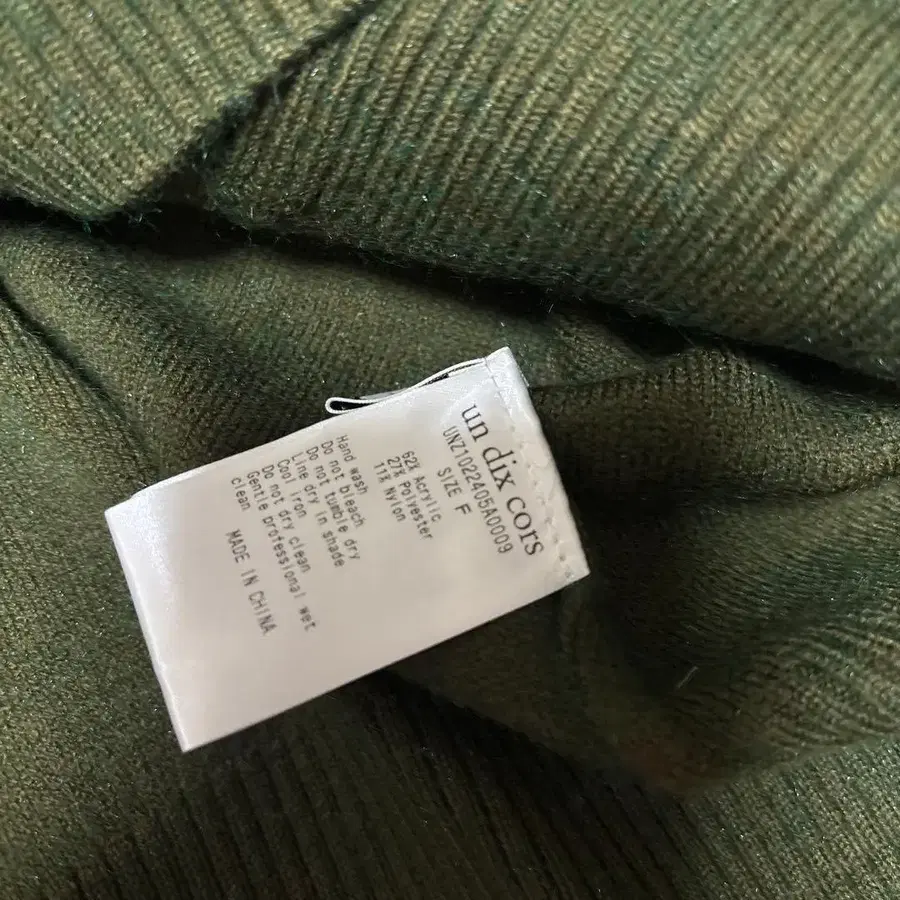 un dix cors
UNZ1022405A0009
SIZE F
62% Acrylic
27% Polyester
11% Nylon
Hand wash
Do not bleach
Do not tumble dry
Line dry in shade
Cool iron
Do not dry clean
Gentle professional wet
clean
MADE IN CHINA